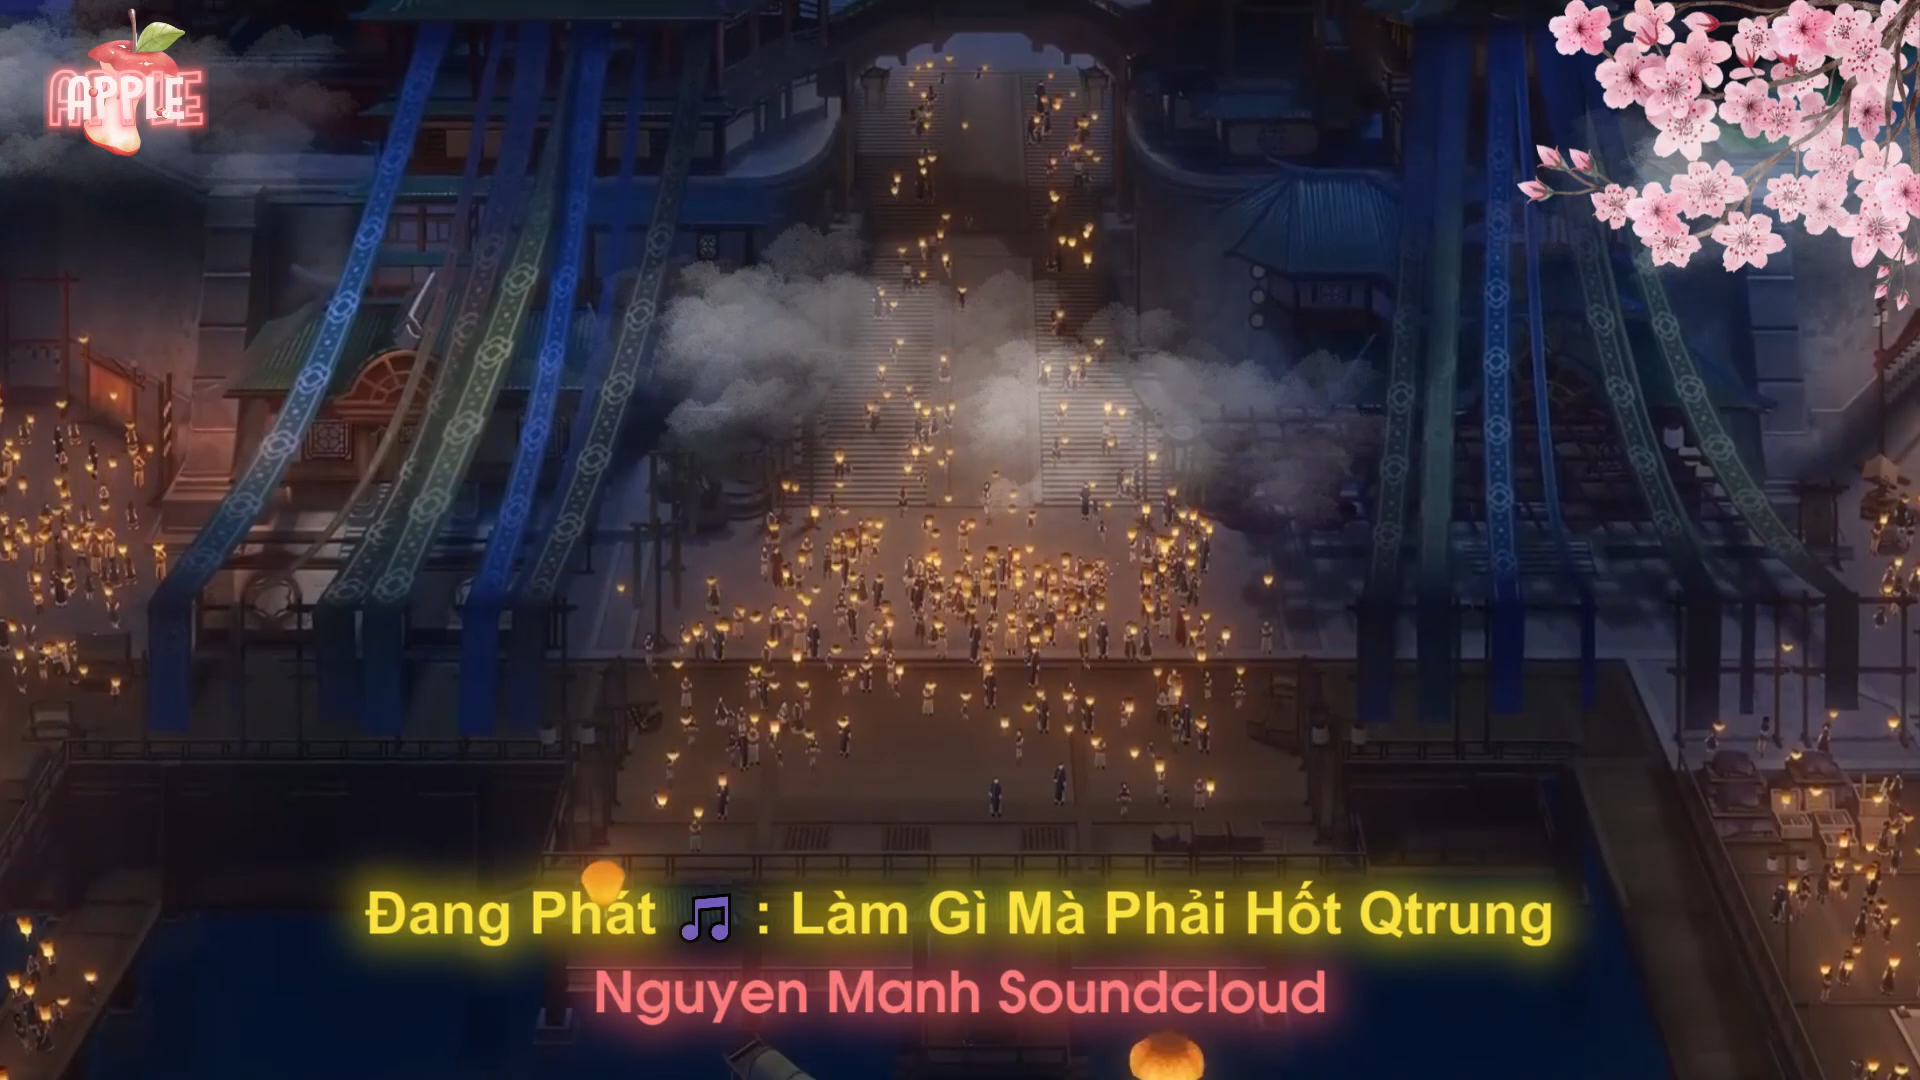 APPLE
Đang Phát 🎵 : Làm Gì Mà Phải Hốt Qtrung
Nguyen Manh Soundcloud